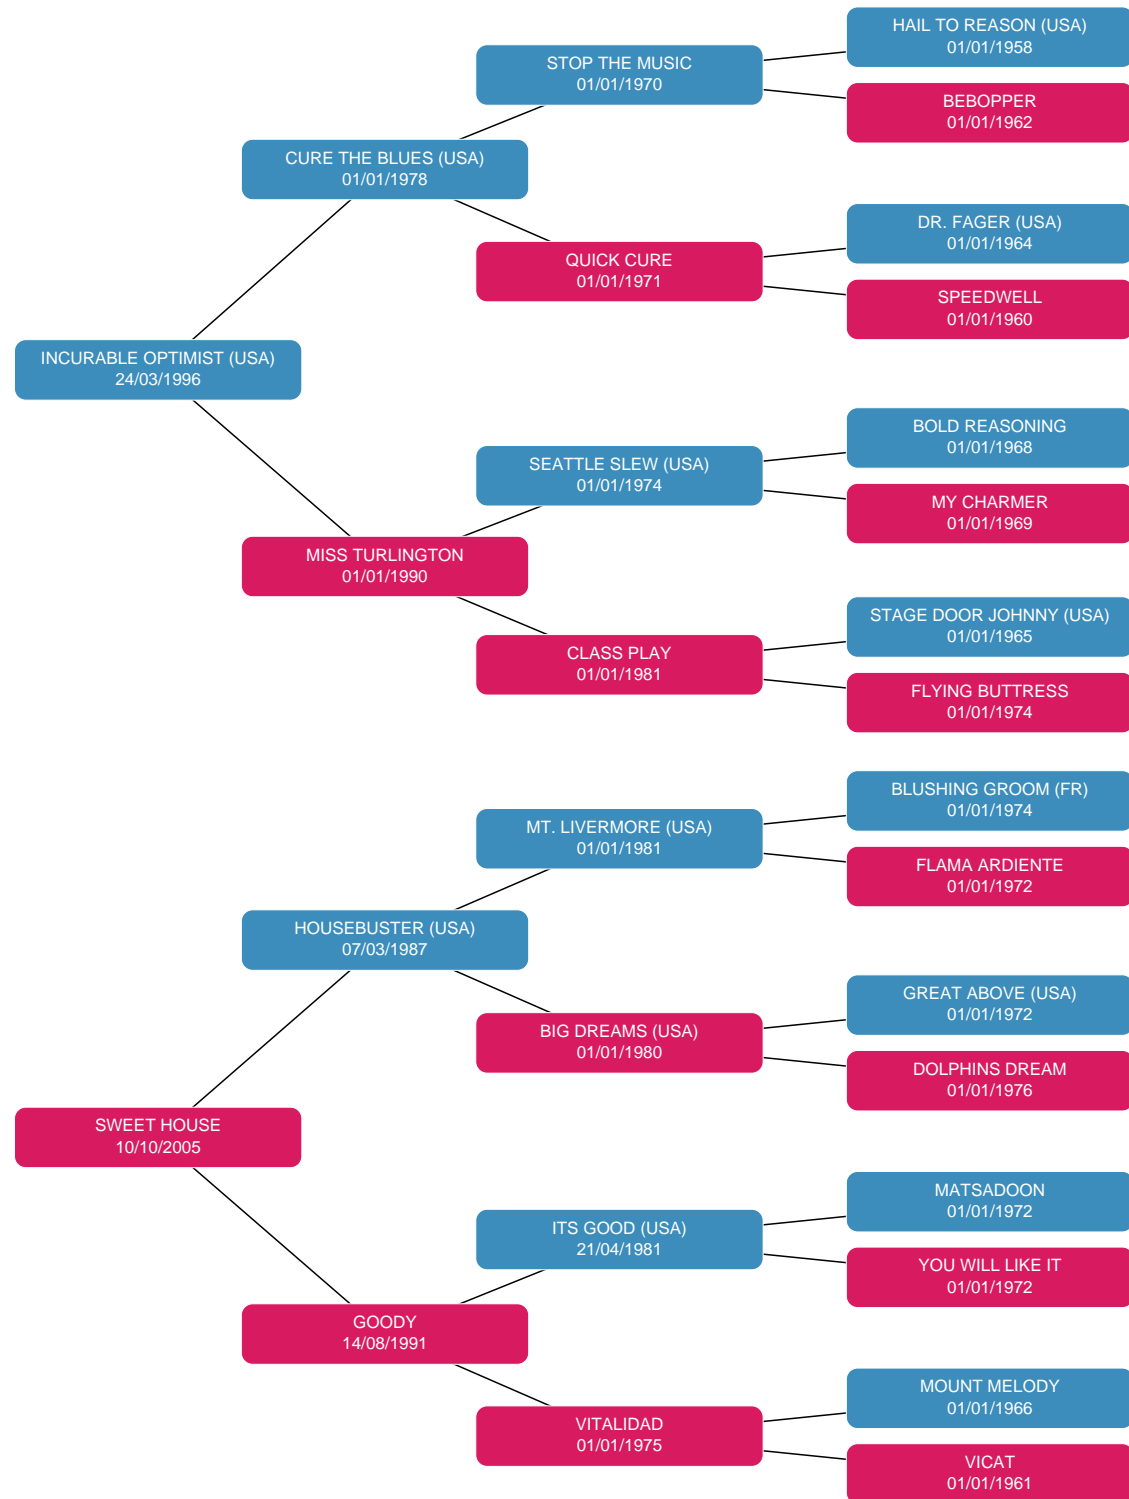 HAIL TO REASON (USA)
01/01/1958
STOP THE MUSIC
01/01/1970
BEBOPPER
01/01/1962
CURE THE BLUES (USA)
01/01/1978
DR. FAGER (USA)
01/01/1964
QUICK CURE
01/01/1971
SPEEDWELL
01/01/1960
INCURABLE OPTIMIST (USA)
24/03/1996
BOLD REASONING
01/01/1968
SEATTLE SLEW (USA)
01/01/1974
MY CHARMER
01/01/1969
MISS TURLINGTON
01/01/1990
STAGE DOOR JOHNNY (USA)
01/01/1965
CLASS PLAY
01/01/1981
FLYING BUTTRESS
01/01/1974
BLUSHING GROOM (FR)
01/01/1974
MT. LIVERMORE (USA)
01/01/1981
FLAMA ARDIENTE
01/01/1972
HOUSEBUSTER (USA)
07/03/1987
GREAT ABOVE (USA)
01/01/1972
BIG DREAMS (USA)
01/01/1980
DOLPHINS DREAM
01/01/1976
SWEET HOUSE
10/10/2005
MATSADOON
01/01/1972
ITS GOOD (USA)
21/04/1981
YOU WILL LIKE IT
01/01/1972
GOODY
14/08/1991
MOUNT MELODY
01/01/1966
VITALIDAD
01/01/1975
VICAT
01/01/1961